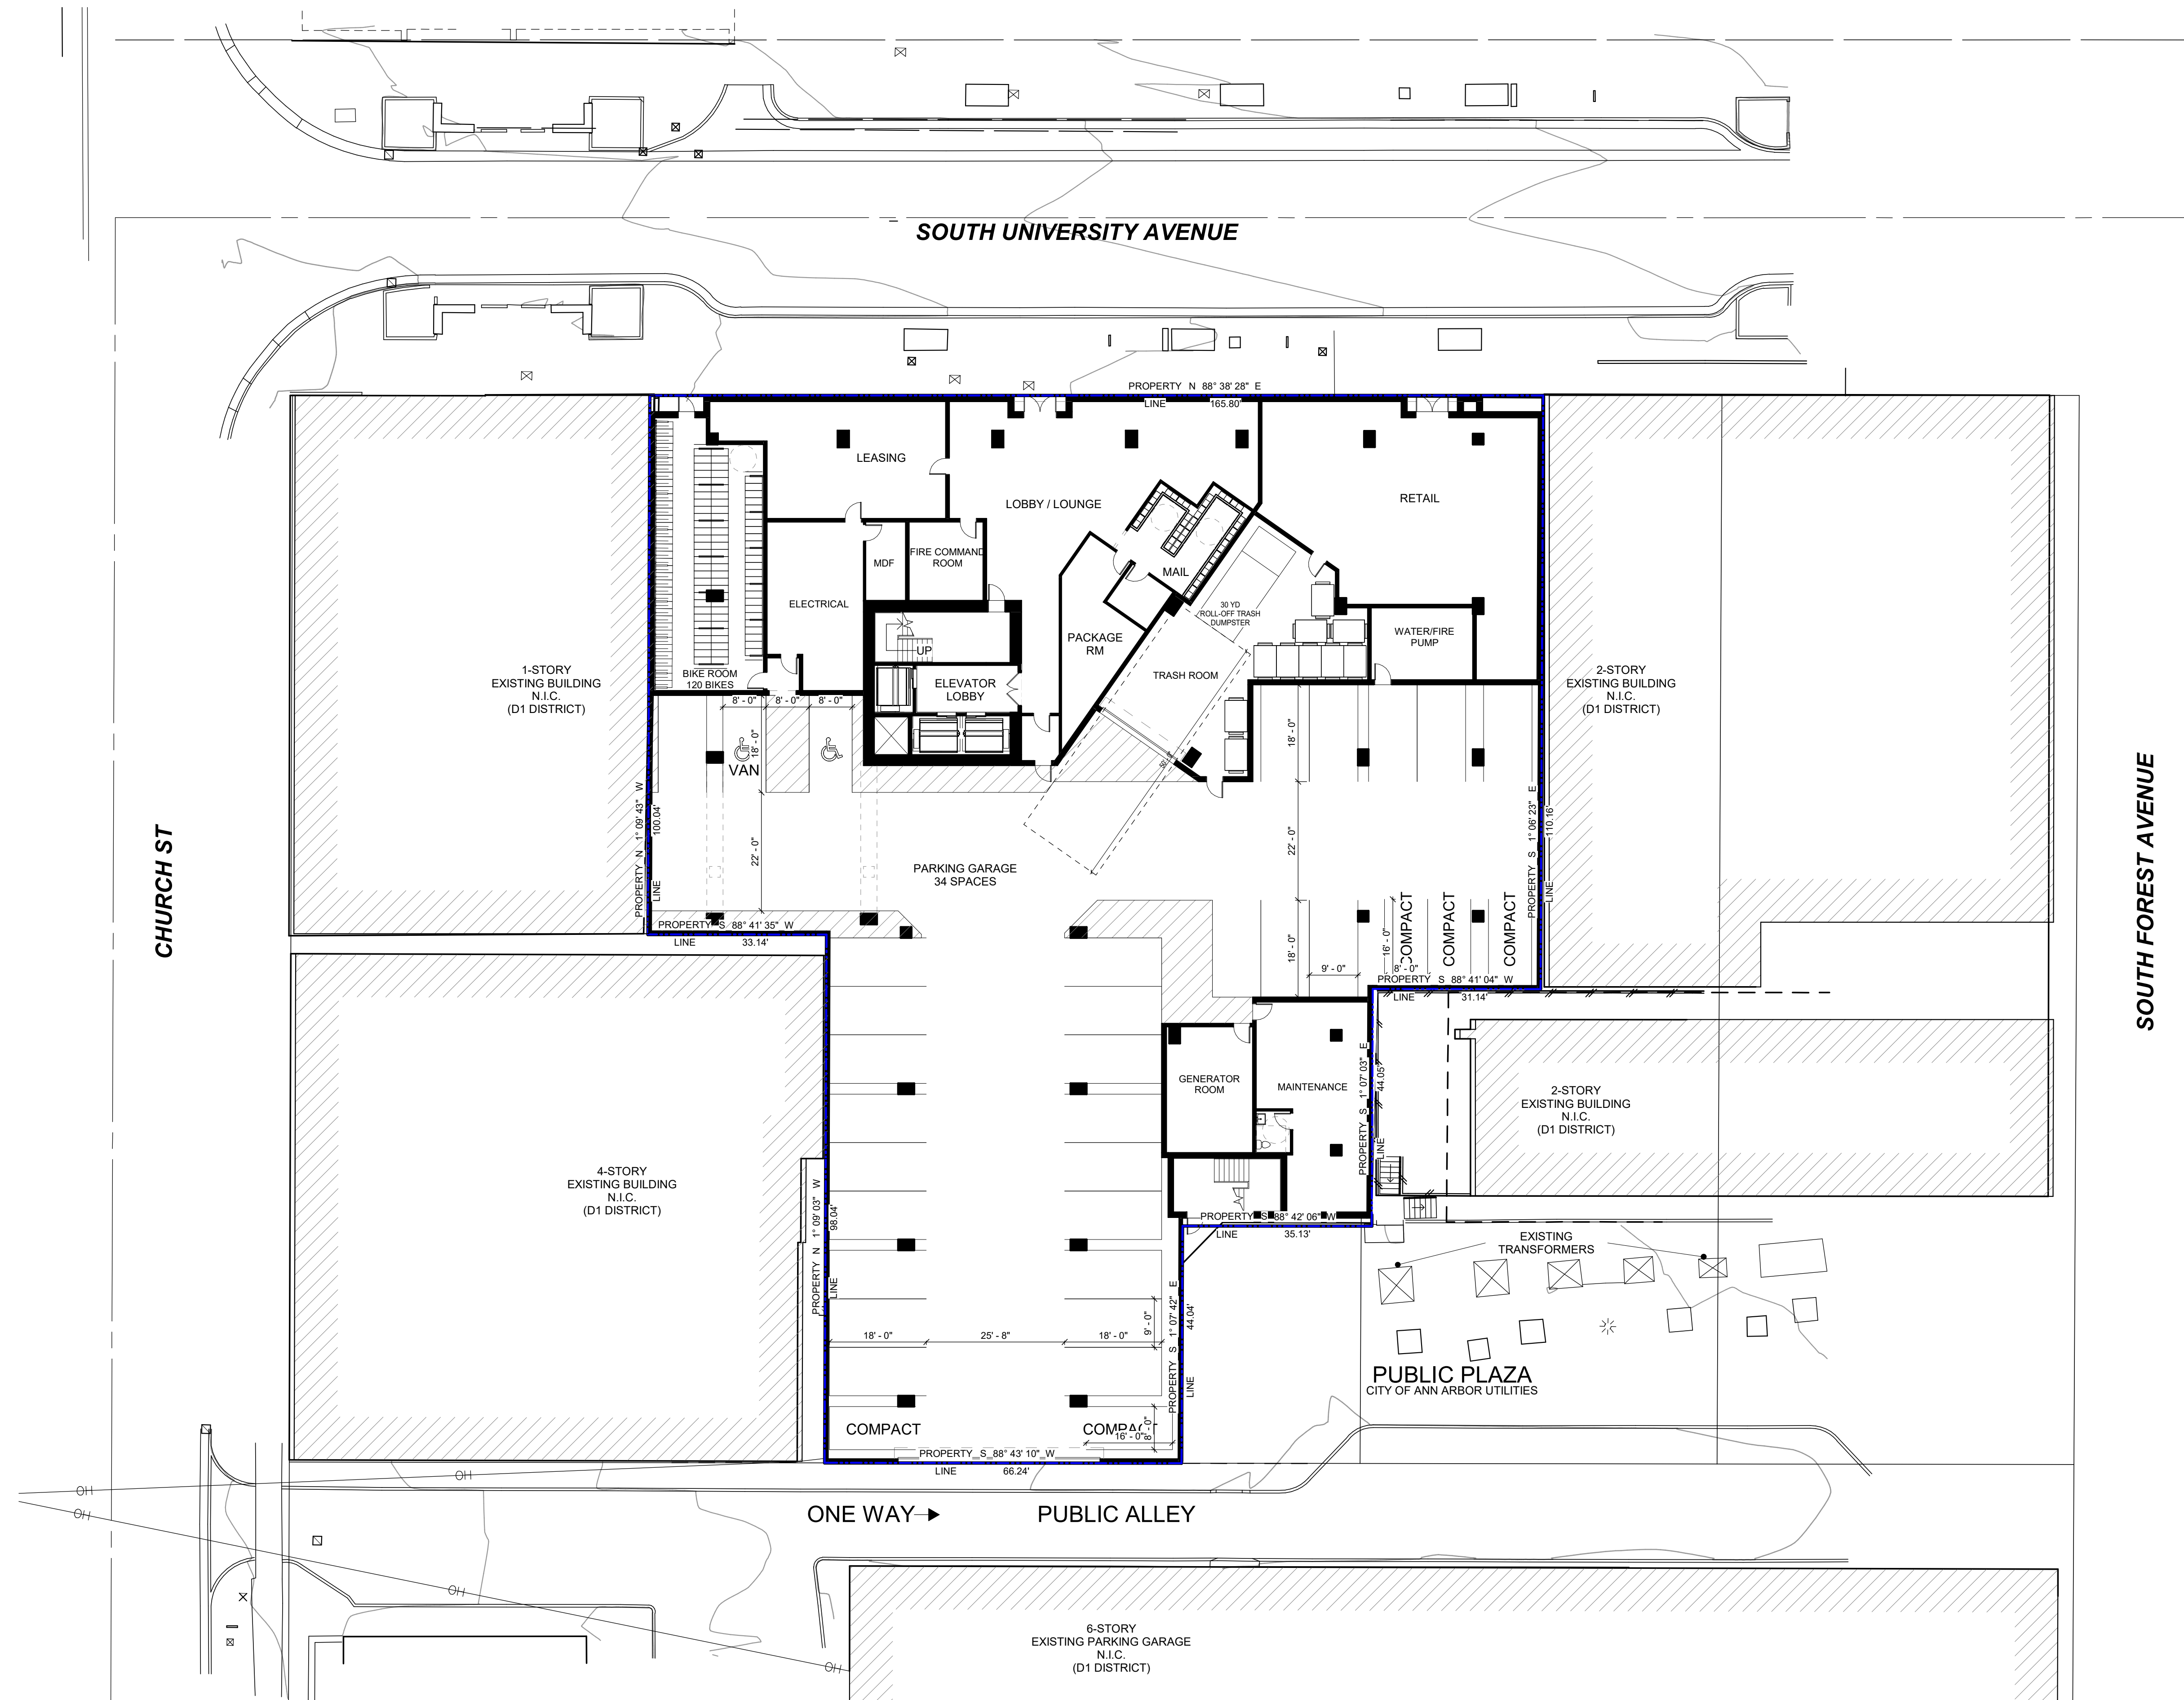 SOUTH UNIVERSITY AVENUE
PROPERTY N 88° 38' 28" E
LINE 165.80'
LEASING
LOBBY / LOUNGE
RETAIL
MDF
FIRE COMMAND
ROOM
MAIL
ELECTRICAL
30 YD
ROLL-OFF TRASH
DUMPSTER
WATER/FIRE
PUMP
UP
PACKAGE
RM
TRASH ROOM
BIKE ROOM
120 BIKES
ELEVATOR
LOBBY
1-STORY
EXISTING BUILDING
N.I.C.
(D1 DISTRICT)
2-STORY
EXISTING BUILDING
N.I.C.
(D1 DISTRICT)
8' - 0"
8' - 0"
8' - 0"
18' - 0"
VAN
18' - 0"
PROPERTY N 1° 09' 43" W
LINE 100.04'
22' - 0"
22' - 0"
PROPERTY S 1° 06' 23" E
LINE 110.16'
CHURCH ST
SOUTH FOREST AVENUE
PARKING GARAGE
34 SPACES
PROPERTY S 88° 41' 35" W
LINE 33.14'
18' - 0"
9' - 0"
16' - 0"
8' - 0"
COMPACT
COMPACT
COMPACT
PROPERTY S 88° 41' 04" W
LINE 31.14'
GENERATOR
ROOM
MAINTENANCE
PROPERTY S 1° 07' 03" E
LINE 44.05'
2-STORY
EXISTING BUILDING
N.I.C.
(D1 DISTRICT)
4-STORY
EXISTING BUILDING
N.I.C.
(D1 DISTRICT)
PROPERTY N 1° 09' 03" W
LINE 98.04'
PROPERTY S 88° 42' 06" W
LINE 35.13'
EXISTING
TRANSFORMERS
PROPERTY S 1° 07' 42" E
LINE 44.04'
18' - 0"
25' - 8"
18' - 0"
9' - 0"
PUBLIC PLAZA
CITY OF ANN ARBOR UTILITIES
COMPACT
COMPACT
16' - 0"
8' - 0"
PROPERTY S 88° 43' 10" W
LINE 66.24'
OH
OH
OH
ONE WAY
PUBLIC ALLEY
OH
OH
6-STORY
EXISTING PARKING GARAGE
N.I.C.
(D1 DISTRICT)